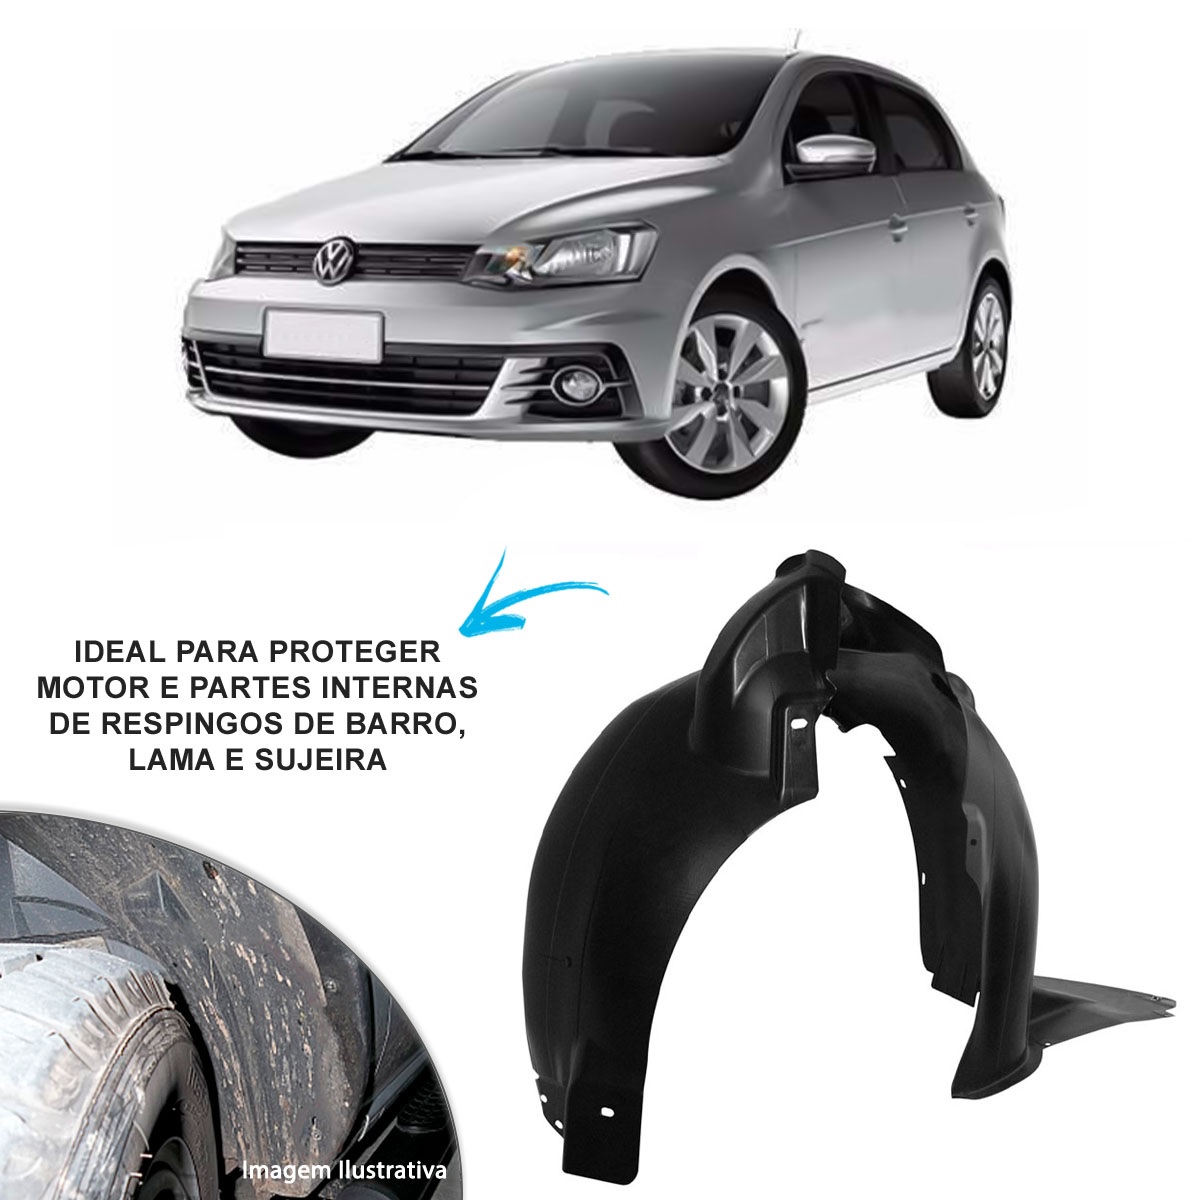 IDEAL PARA PROTEGER
MOTOR E PARTES INTERNAS
DE RESPINGOS DE BARRO,
LAMA E SUJEIRA
Imagem Ilustrativa